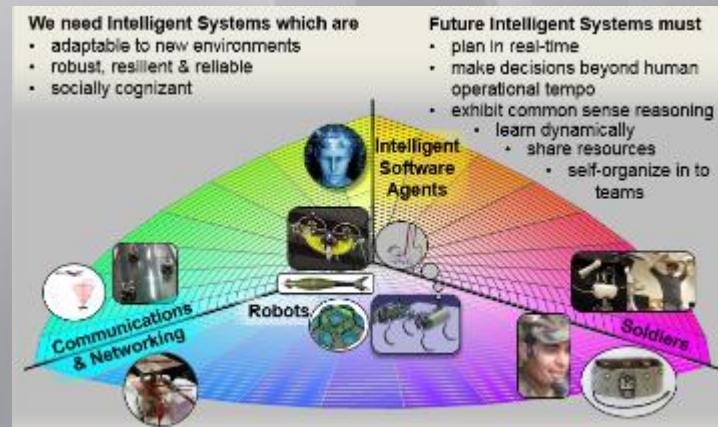 We need Intelligent Systems which are
• adaptable to new environments
• robust, resilient & reliable
• socially cognizant
Future Intelligent Systems must
• plan in real-time
• make decisions beyond human
operational tempo
• exhibit common sense reasoning
• learn dynamically
• share resources
• self-organize in to
teams
Intelligent
Software
Agents
Robots
Communications
& Networking
Soldiers